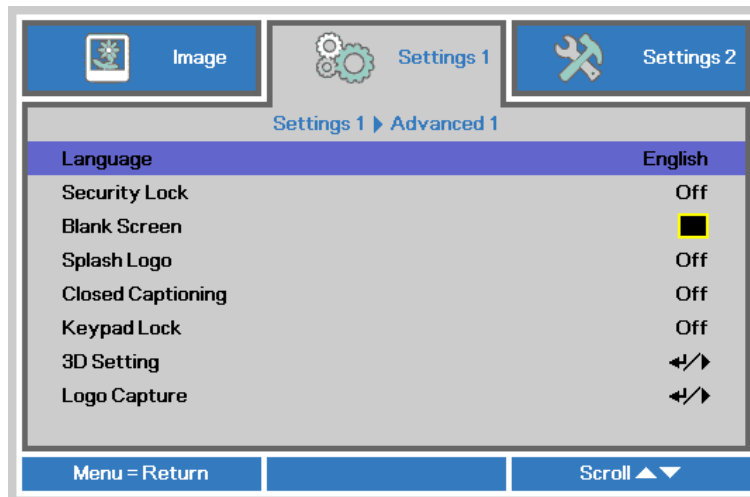 Image Settings 1 Settings 2
Settings 1 ▶ Advanced 1
Language English
Security Lock Off
Blank Screen
Splash Logo Off
Closed Captioning Off
Keypad Lock Off
3D Setting ↵/▶
Logo Capture ↵/▶
Menu = Return Scroll ▲▼